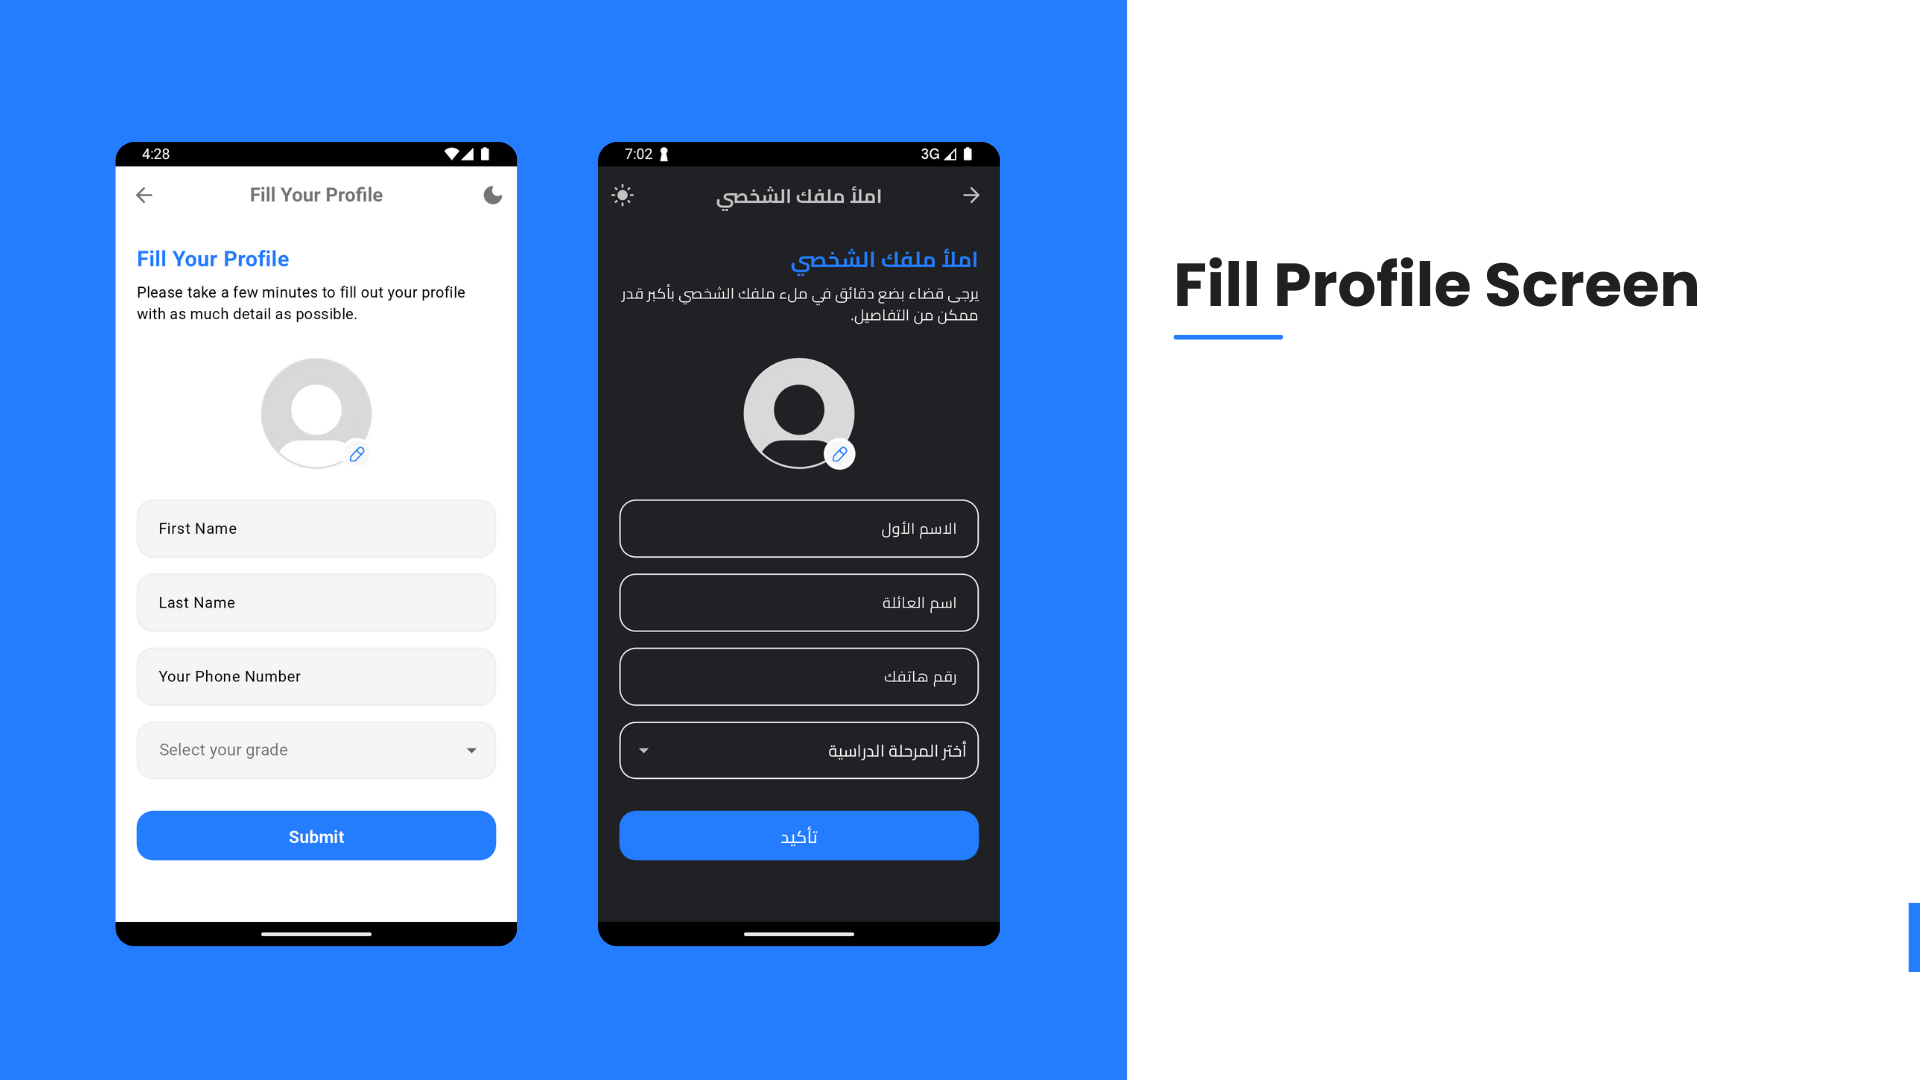 4:28
Fill Your Profile
Fill Your Profile
Please take a few minutes to fill out your profile
with as much detail as possible.
First Name
Last Name
Your Phone Number
Select your grade
Submit
7:02
3G
املأ ملفك الشخصي
املأ ملفك الشخصي
يرجى قضاء بضع دقائق في ملء ملفك الشخصي بأكبر قدر
ممكن من التفاصيل.
الاسم الأول
اسم العائلة
رقم هاتفك
أختر المرحلة الدراسية
تأكيد
Fill Profile Screen